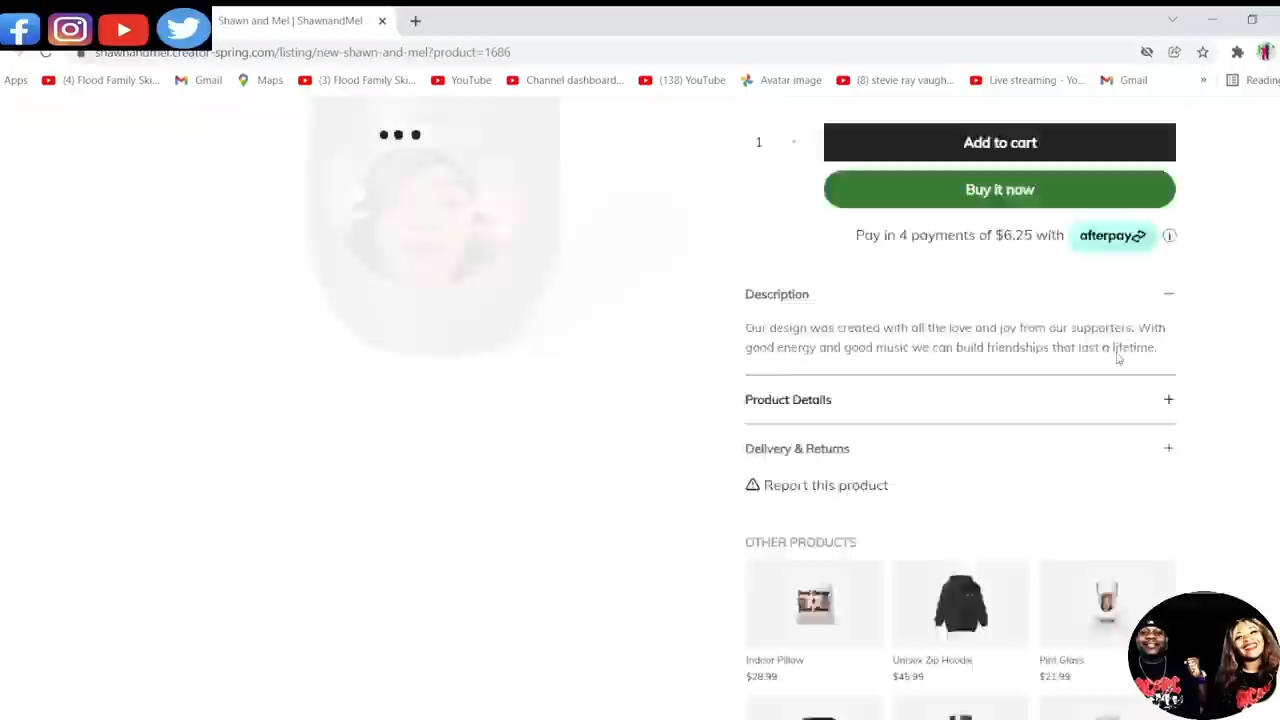 Shawn and Mel | ShawnandMel
shawnandmel.creator-spring.com/listing/new-shawn-and-mel?product=1686
Apps
(4) Flood Family Ski...
Gmail
Maps
(3) Flood Family Ski...
YouTube
Channel dashboard...
(138) YouTube
Avatar image
(8) stevie ray vaugh...
Live streaming - Yo...
Gmail
»
Reading
1
Add to cart
Buy it now
Pay in 4 payments of $6.25 with afterpay
Description
Our design was created with all the love and joy from our supporters. With
good energy and good music we can build friendships that last a lifetime.
Product Details
Delivery & Returns
Report this product
OTHER PRODUCTS
Indoor Pillow
$28.99
Unisex Zip Hoodie
$45.99
Pint Glass
$21.99